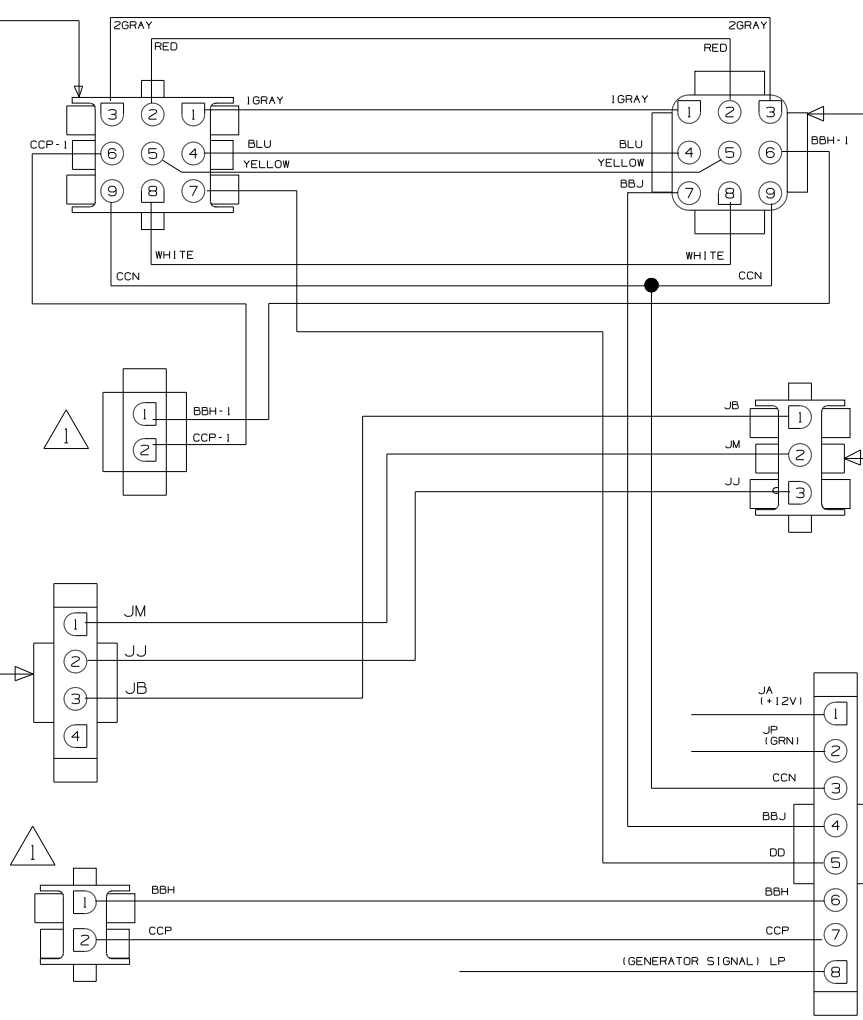 2GRAY 2GRAY
RED RED
1GRAY 1GRAY
3 2 1 1 2 3
CCP-1 BLU BLU BBH-1
6 5 4 4 5 6
YELLOW YELLOW
BBJ
9 8 7 7 8 9
WHITE WHITE
CCN CCN
1 BBH-1 JB 1
1
2 CCP-1 JM 2
JJ 3
JM
1
JJ
2
JB
3
JA
(+12V) 1
4 JP
(GRN) 2
CCN 3
BBJ 4
1
DD 5
BBH BBH 6
1
CCP CCP 7
2
(GENERATOR SIGNAL) LP 8